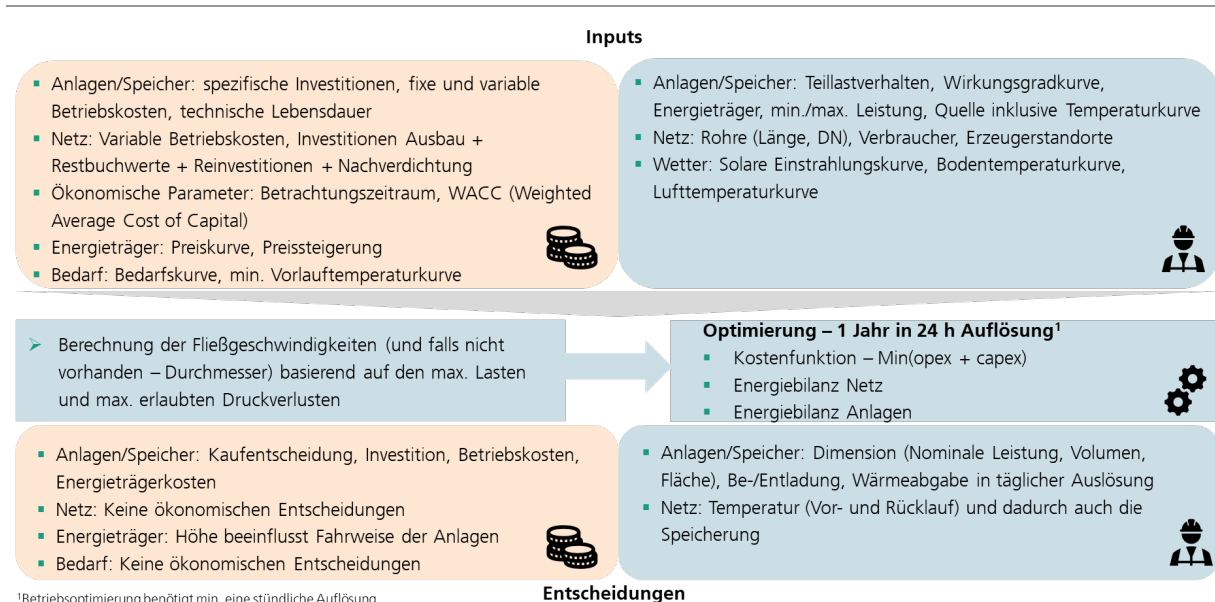 Inputs
▪ Anlagen/Speicher: spezifische Investitionen, fixe und variable
Betriebskosten, technische Lebensdauer
▪ Netz: Variable Betriebskosten, Investitionen Ausbau +
Restbuchwerte + Reinvestitionen + Nachverdichtung
▪ Ökonomische Parameter: Betrachtungszeitraum, WACC (Weighted
Average Cost of Capital)
▪ Energieträger: Preiskurve, Preissteigerung
▪ Bedarf: Bedarfskurve, min. Vorlauftemperaturkurve
▪ Anlagen/Speicher: Teillastverhalten, Wirkungsgradkurve,
Energieträger, min./max. Leistung, Quelle inklusive Temperaturkurve
▪ Netz: Rohre (Länge, DN), Verbraucher, Erzeugerstandorte
▪ Wetter: Solare Einstrahlungskurve, Bodentemperaturkurve,
Lufttemperaturkurve
➢ Berechnung der Fließgeschwindigkeiten (und falls nicht
vorhanden – Durchmesser) basierend auf den max. Lasten
und max. erlaubten Druckverlusten
Optimierung – 1 Jahr in 24 h Auflösung¹
▪ Kostenfunktion – Min(opex + capex)
▪ Energiebilanz Netz
▪ Energiebilanz Anlagen
▪ Anlagen/Speicher: Kaufentscheidung, Investition, Betriebskosten,
Energieträgerkosten
▪ Netz: Keine ökonomischen Entscheidungen
▪ Energieträger: Höhe beeinflusst Fahrweise der Anlagen
▪ Bedarf: Keine ökonomischen Entscheidungen
▪ Anlagen/Speicher: Dimension (Nominale Leistung, Volumen,
Fläche), Be-/Entladung, Wärmeabgabe in täglicher Auslösung
▪ Netz: Temperatur (Vor- und Rücklauf) und dadurch auch die
Speicherung
Entscheidungen
¹Betriebsoptimierung benötigt min. eine stündliche Auflösung